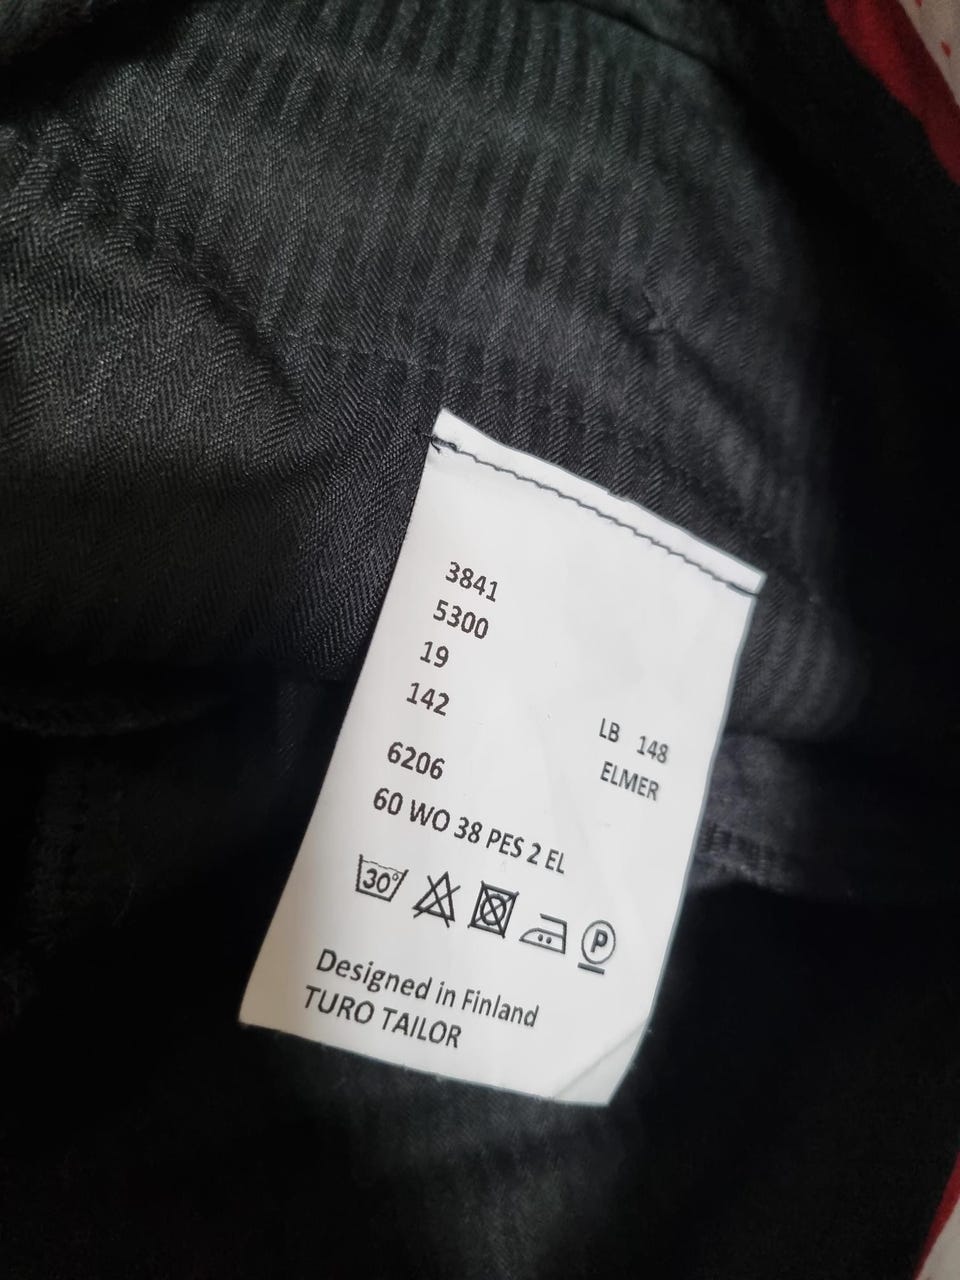 3841
5300
19
142
LB 148
ELMER
6206
60 WO 38 PES 2 EL
30°
P
Designed in Finland
TURO TAILOR